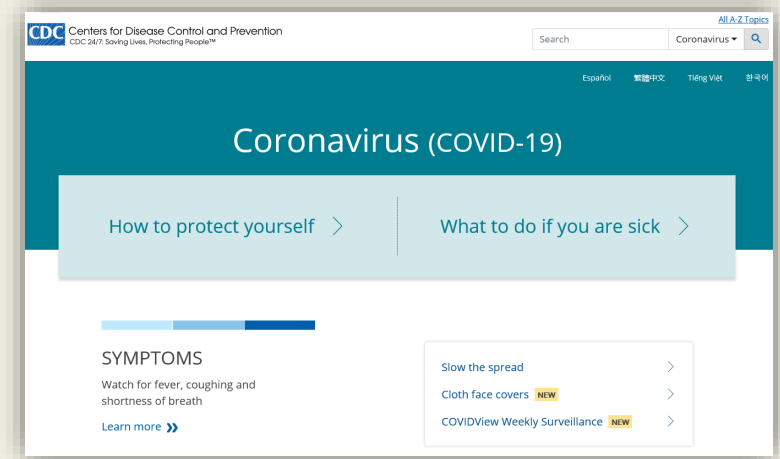 All A-Z Topics
CDC Centers for Disease Control and Prevention
CDC 24/7: Saving Lives, Protecting People™
Search
Coronavirus
Español 繁體中文 Tiếng Việt 한국어
Coronavirus (COVID-19)
How to protect yourself
What to do if you are sick
SYMPTOMS
Watch for fever, coughing and
shortness of breath
Learn more
Slow the spread
Cloth face covers NEW
COVIDView Weekly Surveillance NEW